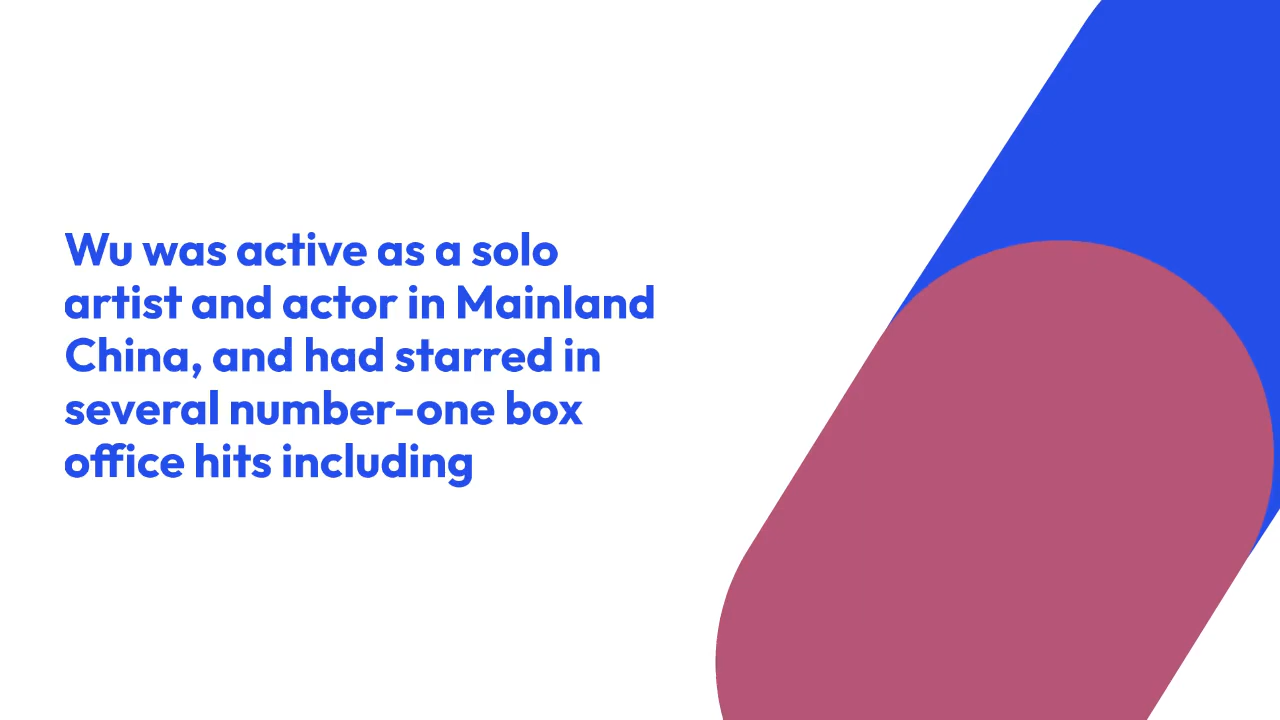 Wu was active as a solo
artist and actor in Mainland
China, and had starred in
several number-one box
office hits including